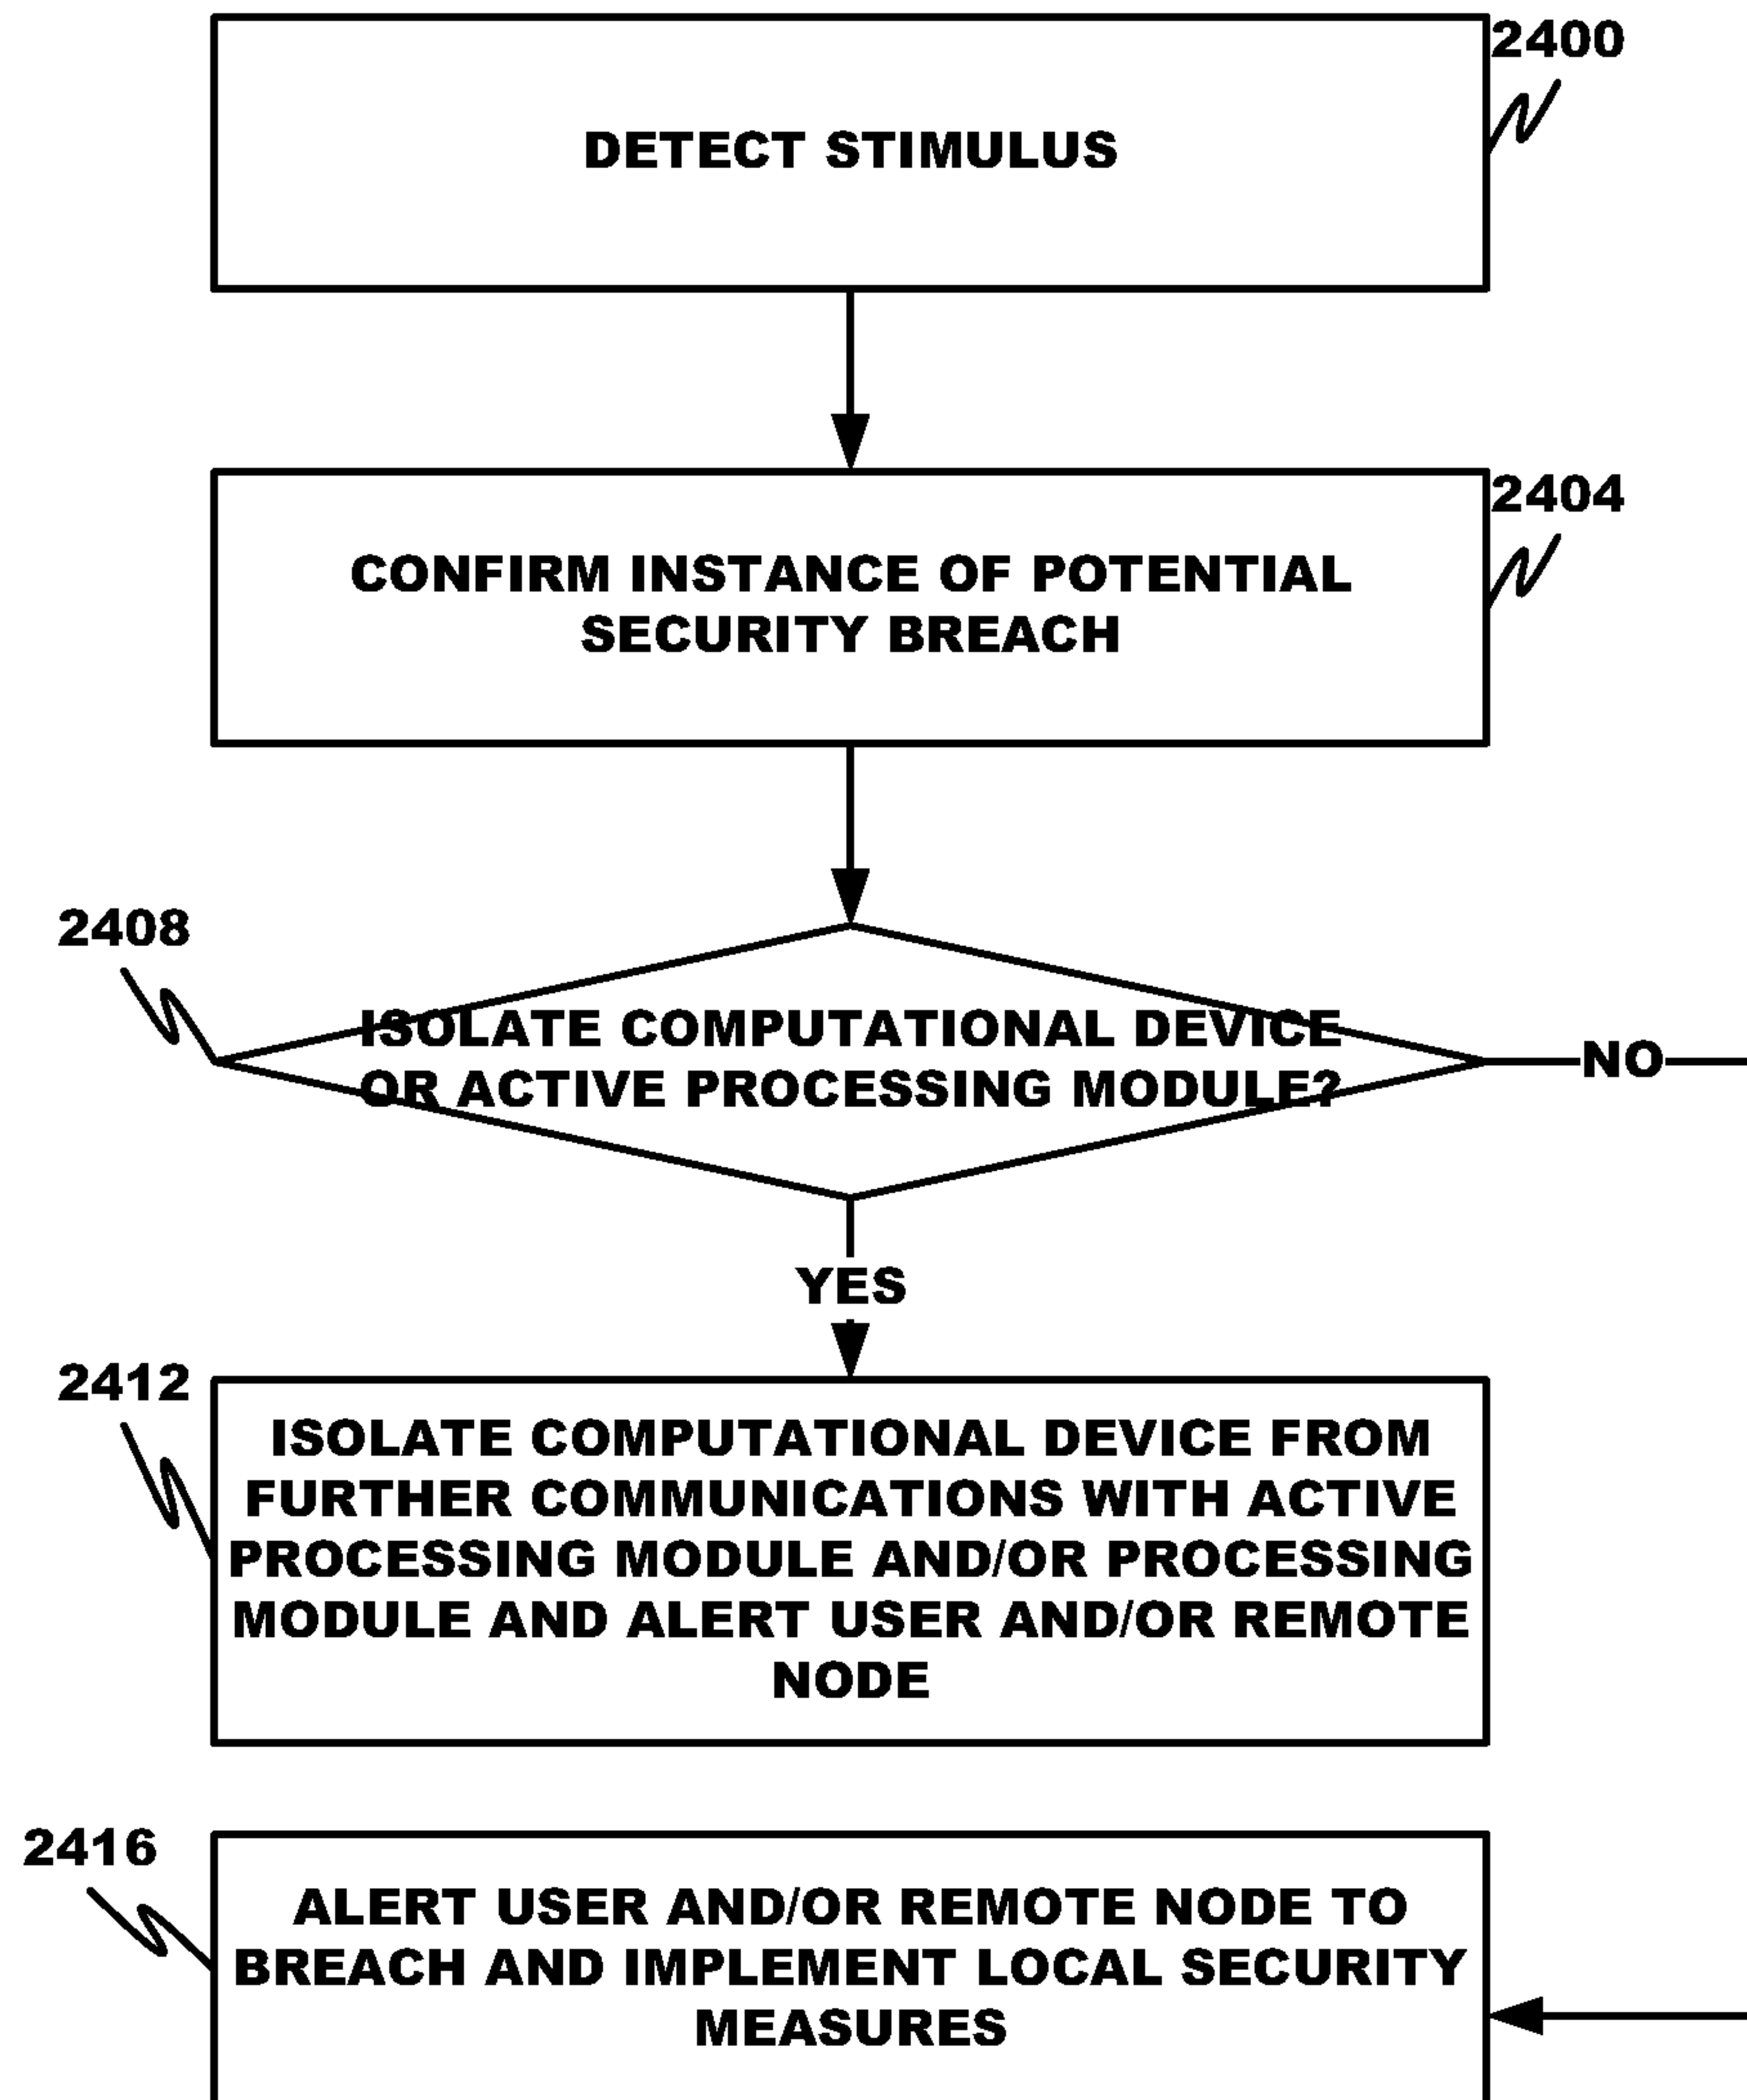 2400
DETECT STIMULUS
2404
CONFIRM INSTANCE OF POTENTIAL
SECURITY BREACH
2408
ISOLATE COMPUTATIONAL DEVICE
OR ACTIVE PROCESSING MODULE?
NO
YES
2412
ISOLATE COMPUTATIONAL DEVICE FROM
FURTHER COMMUNICATIONS WITH ACTIVE
PROCESSING MODULE AND/OR PROCESSING
MODULE AND ALERT USER AND/OR REMOTE
NODE
2416
ALERT USER AND/OR REMOTE NODE TO
BREACH AND IMPLEMENT LOCAL SECURITY
MEASURES